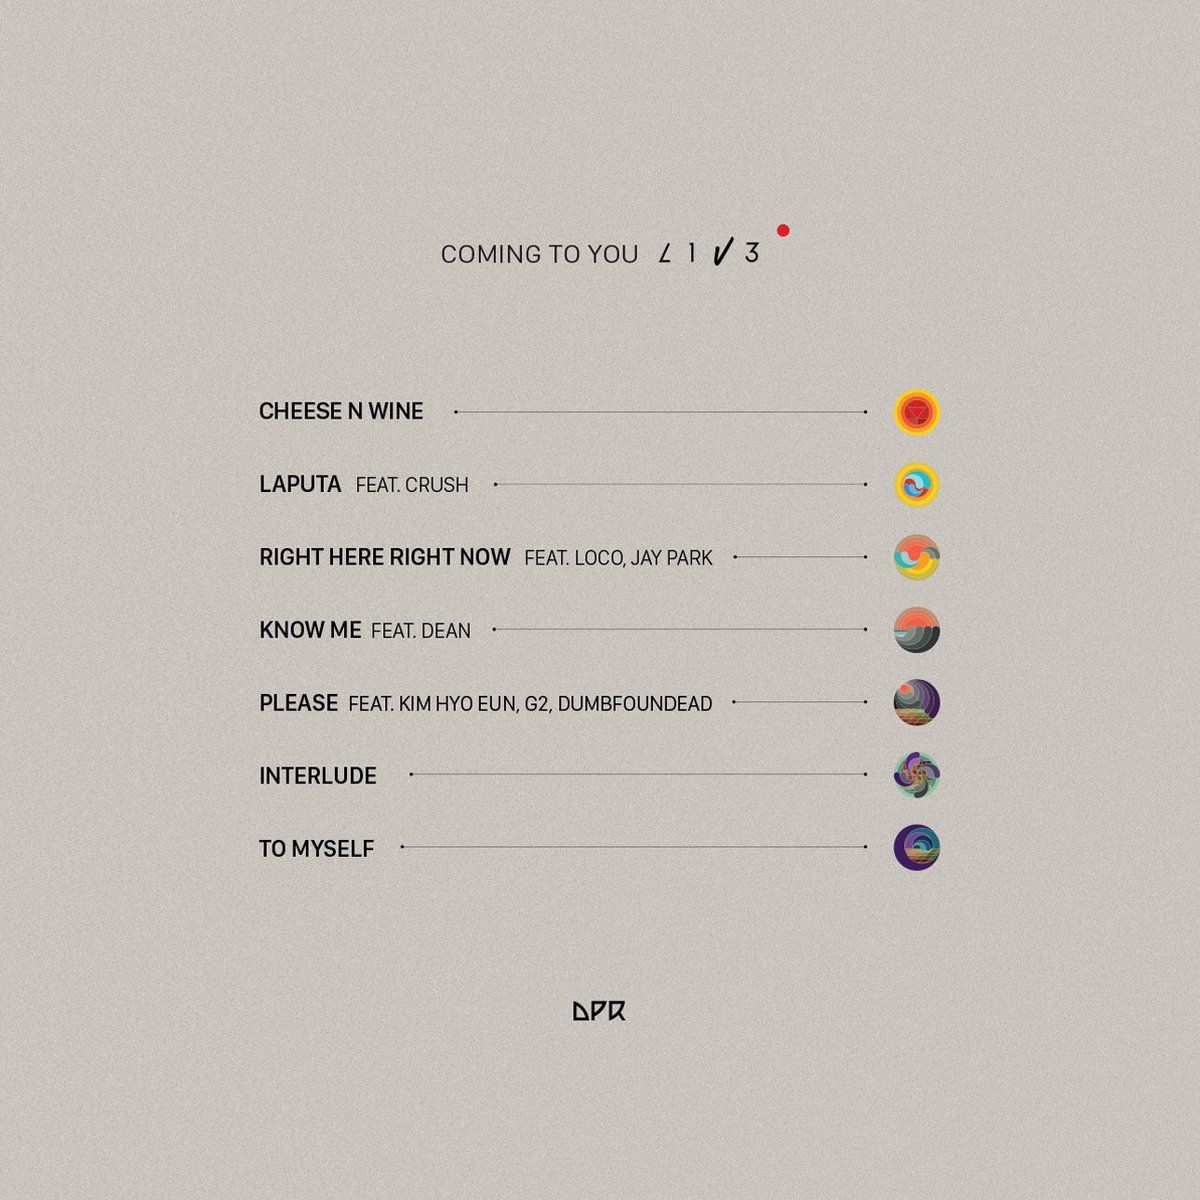 COMING TO YOU L 1 V 3
CHEESE N WINE
LAPUTA FEAT. CRUSH
RIGHT HERE RIGHT NOW FEAT. LOCO, JAY PARK
KNOW ME FEAT. DEAN
PLEASE FEAT. KIM HYO EUN, G2, DUMBFOUNDEAD
INTERLUDE
TO MYSELF
DPR